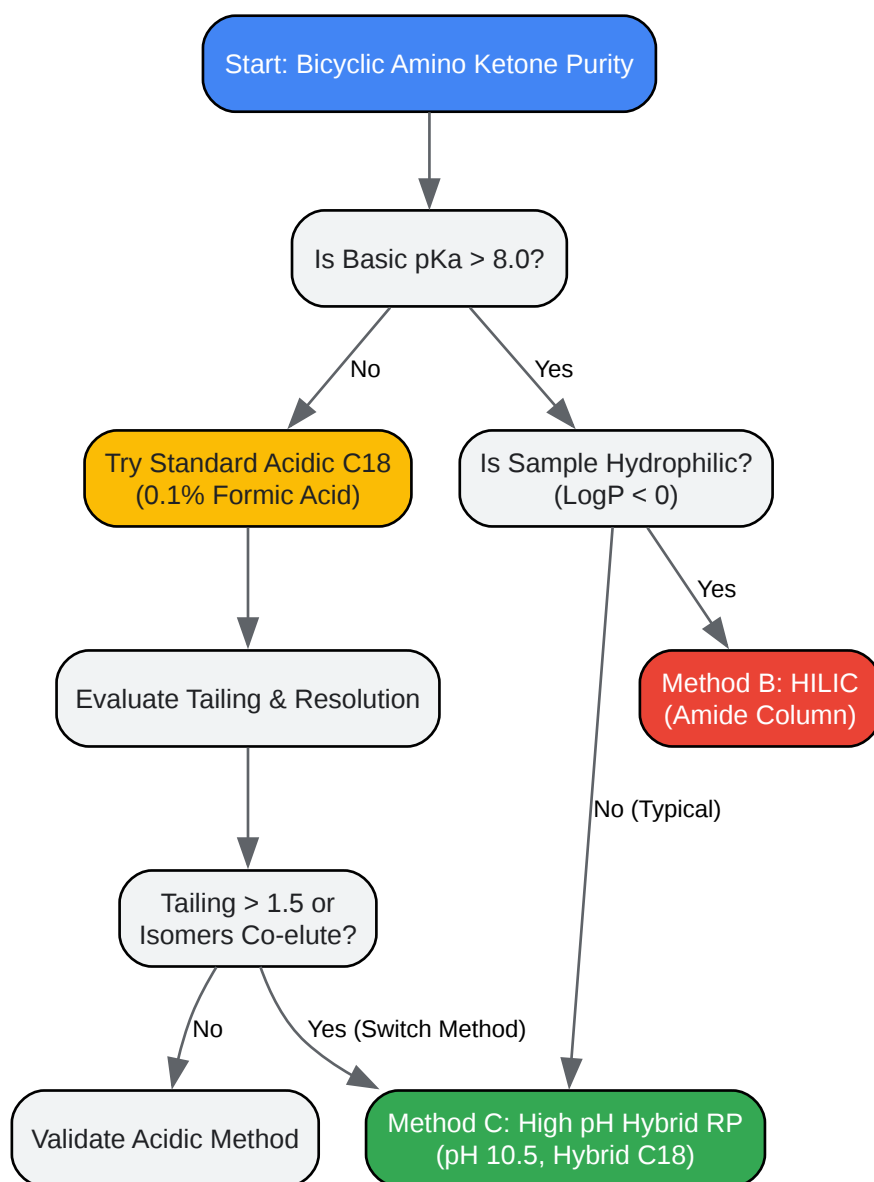 Start: Bicyclic Amino Ketone Purity
Is Basic pKa > 8.0?
No
Yes
Try Standard Acidic C18
(0.1% Formic Acid)
Is Sample Hydrophilic?
(LogP < 0)
Yes
Evaluate Tailing & Resolution
Method B: HILIC
(Amide Column)
No (Typical)
Tailing > 1.5 or
Isomers Co-elute?
No
Yes (Switch Method)
Validate Acidic Method
Method C: High pH Hybrid RP
(pH 10.5, Hybrid C18)